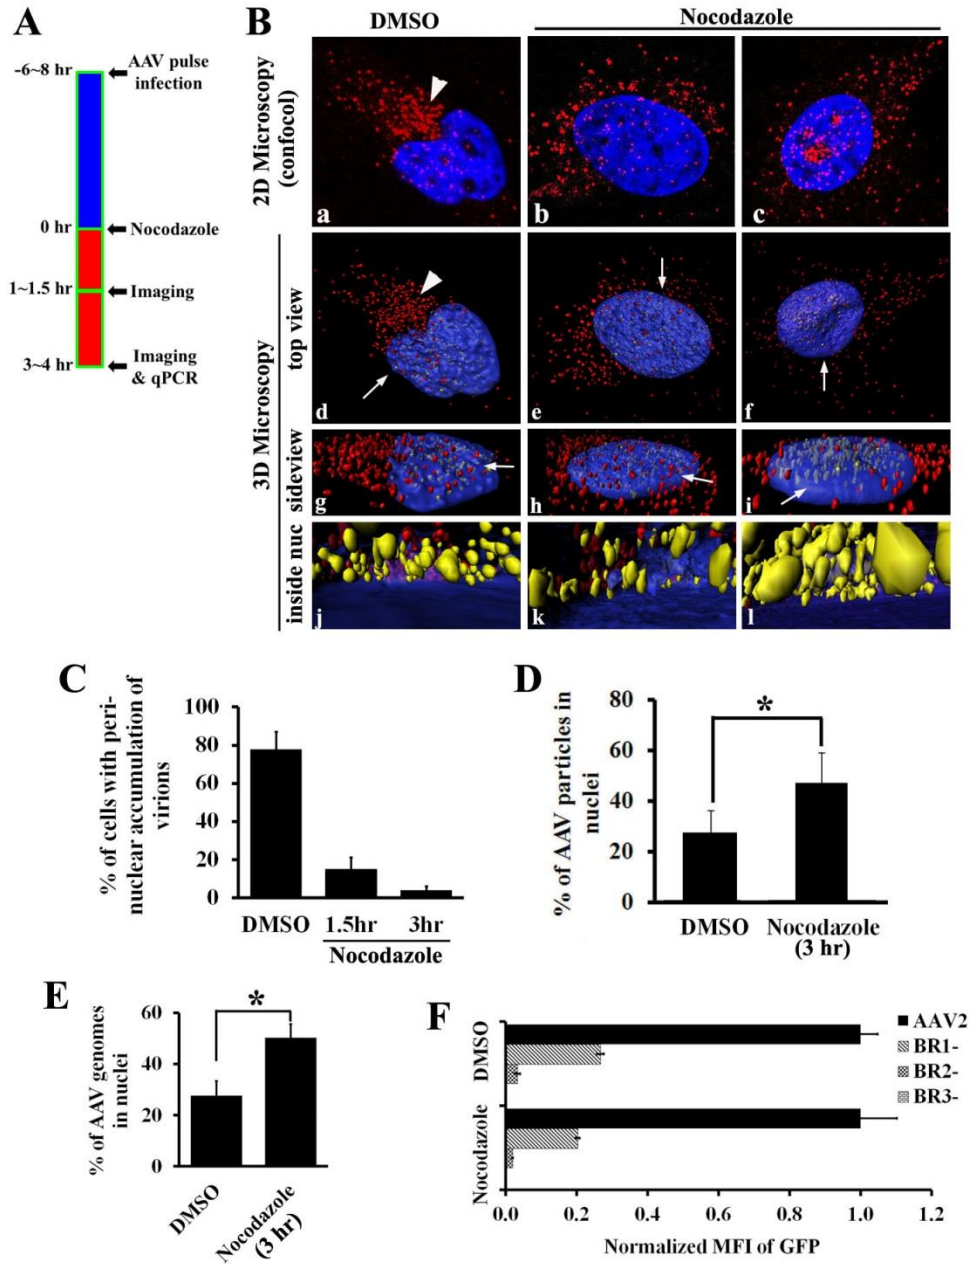 A
-6~8 hr
AAV pulse
infection
0 hr
Nocodazole
1~1.5 hr
Imaging
3~4 hr
Imaging
& qPCR
B
DMSO
Nocodazole
2D Microscopy
(confocol)
a
b
c
3D Microscopy
top view
d
e
f
sideview
g
h
i
inside nuc
j
k
l
C
% of cells with peri-
nuclear accumulation of
virions
100
80
60
40
20
0
DMSO
1.5hr
3hr
Nocodazole
D
% of AAV particles in
nuclei
80
60
40
20
0
*
DMSO
Nocodazole
(3 hr)
E
% of AAV genomes
in nuclei
60
40
20
0
*
DMSO
Nocodazole
(3 hr)
F
DMSO
Nocodazole
AAV2
BR1-
BR2-
BR3-
0.0
0.2
0.4
0.6
0.8
1.0
1.2
Normalized MFI of GFP